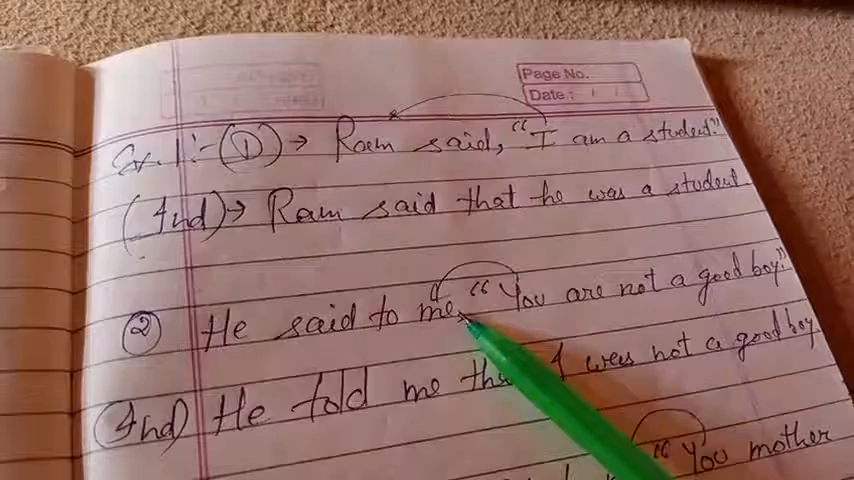 Page No.
Date :
Ex. 1:- (1) → Ram said, "I am a student."
(Ind) → Ram said that he was a student.
(2) He said to me, "You are not a good boy."
(Ind) He told me that I was not a good boy.
"You mother